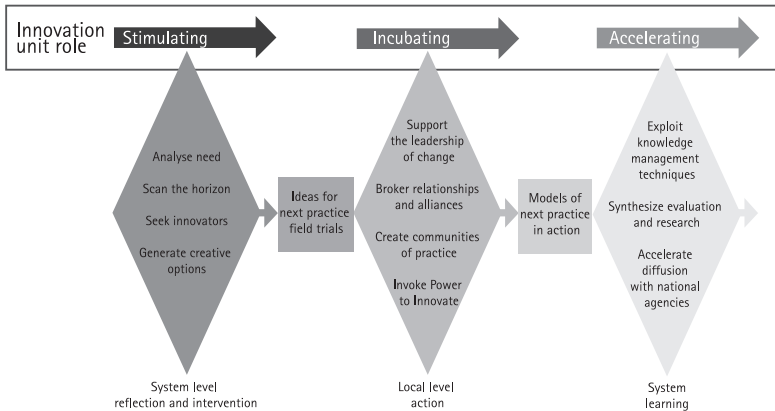 Innovation
unit role
Stimulating
Incubating
Accelerating
Analyse need
Scan the horizon
Seek innovators
Generate creative
options
Ideas for
next practice
field trials
Support
the leadership
of change
Broker relationships
and alliances
Create communities
of practice
Invoke Power
to Innovate
Models of
next practice
in action
Exploit
knowledge
management
techniques
Synthesize evaluation
and research
Accelerate
diffusion
with national
agencies
System level
reflection and intervention
Local level
action
System
learning